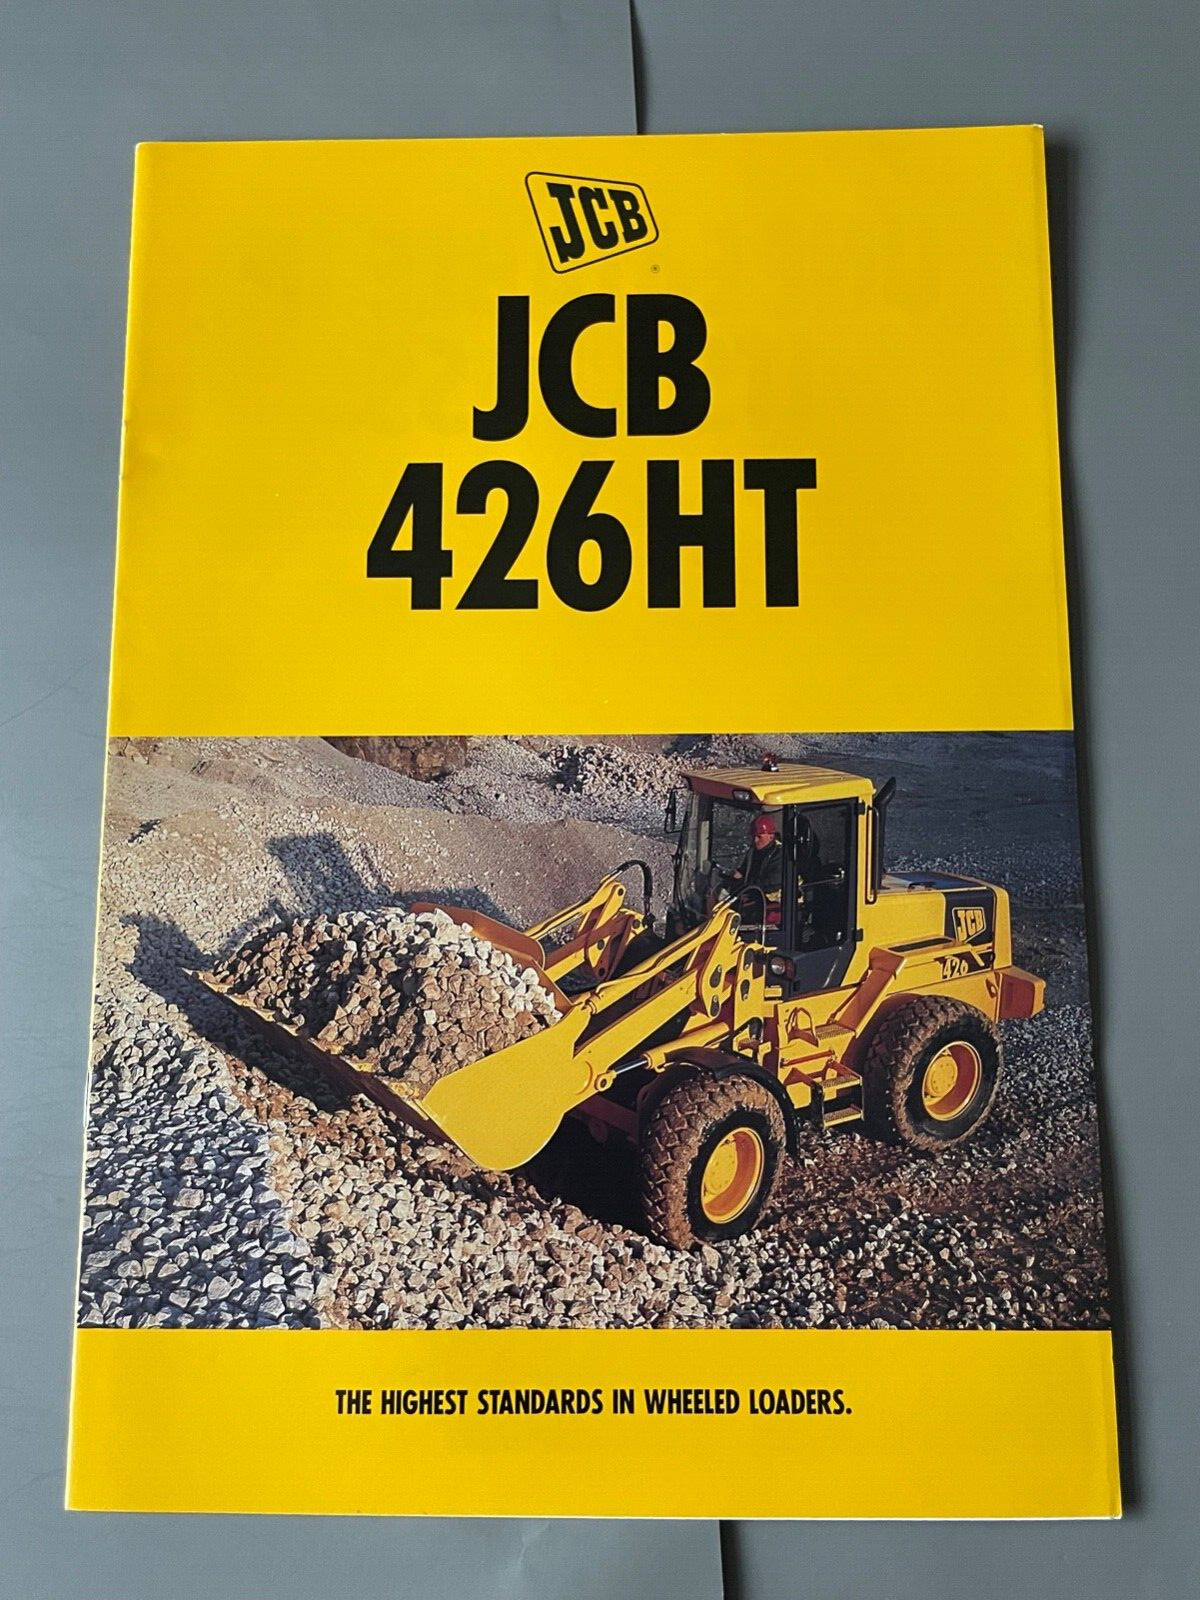 JCB
®
JCB
426HT
JCB
426
THE HIGHEST STANDARDS IN WHEELED LOADERS.